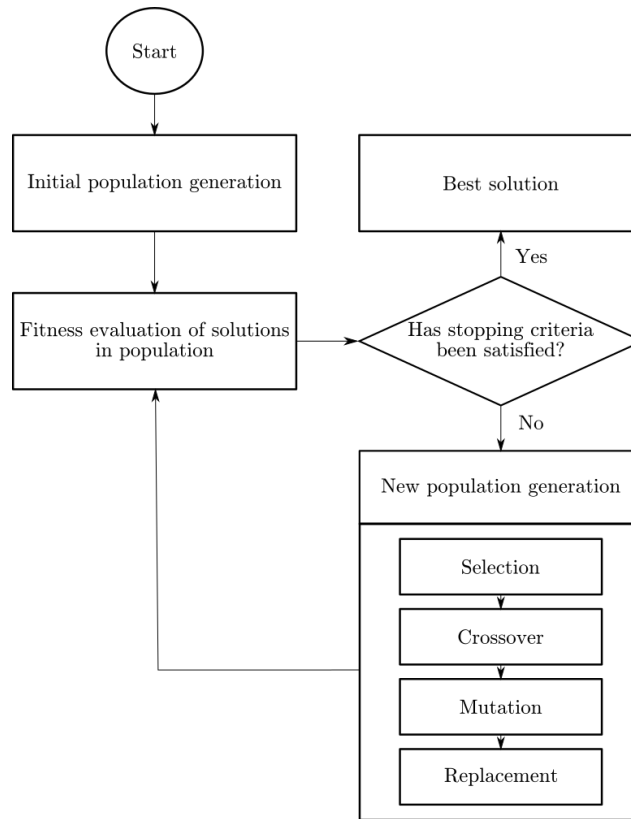 Start
Initial population generation
Best solution
Yes
Fitness evaluation of solutions
in population
Has stopping criteria
been satisfied?
No
New population generation
Selection
Crossover
Mutation
Replacement